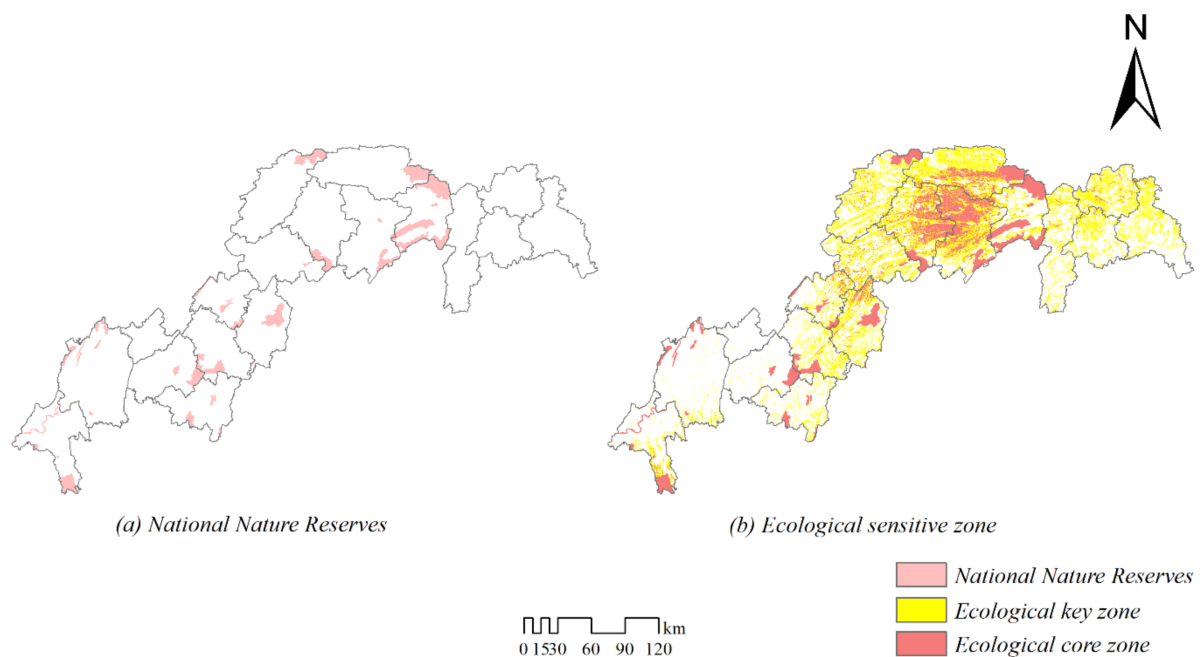 N
(a) National Nature Reserves
(b) Ecological sensitive zone
National Nature Reserves
Ecological key zone
Ecological core zone
km
0 1530 60 90 120